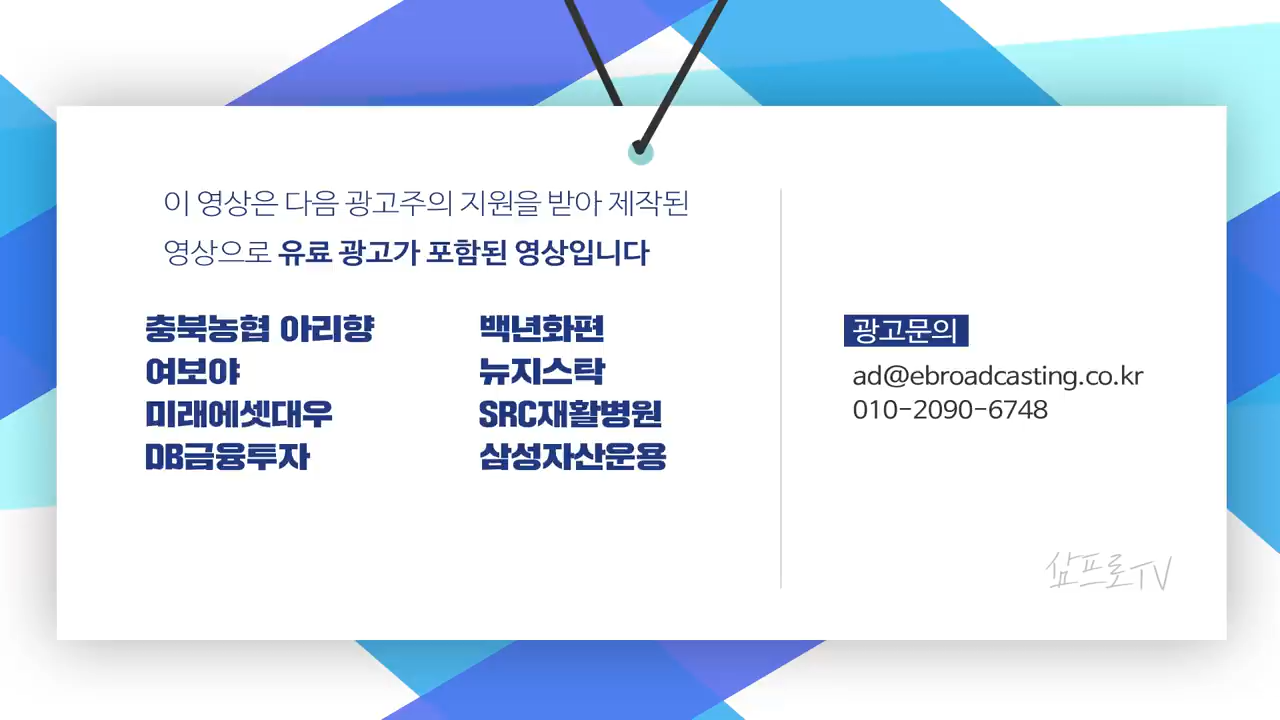 이 영상은 다음 광고주의 지원을 받아 제작된
영상으로 유료 광고가 포함된 영상입니다
충북농협 아리향
여보야
미래에셋대우
DB금융투자
백년화편
뉴지스탁
SRC재활병원
삼성자산운용
광고문의
ad@ebroadcasting.co.kr
010-2090-6748
삼프로TV